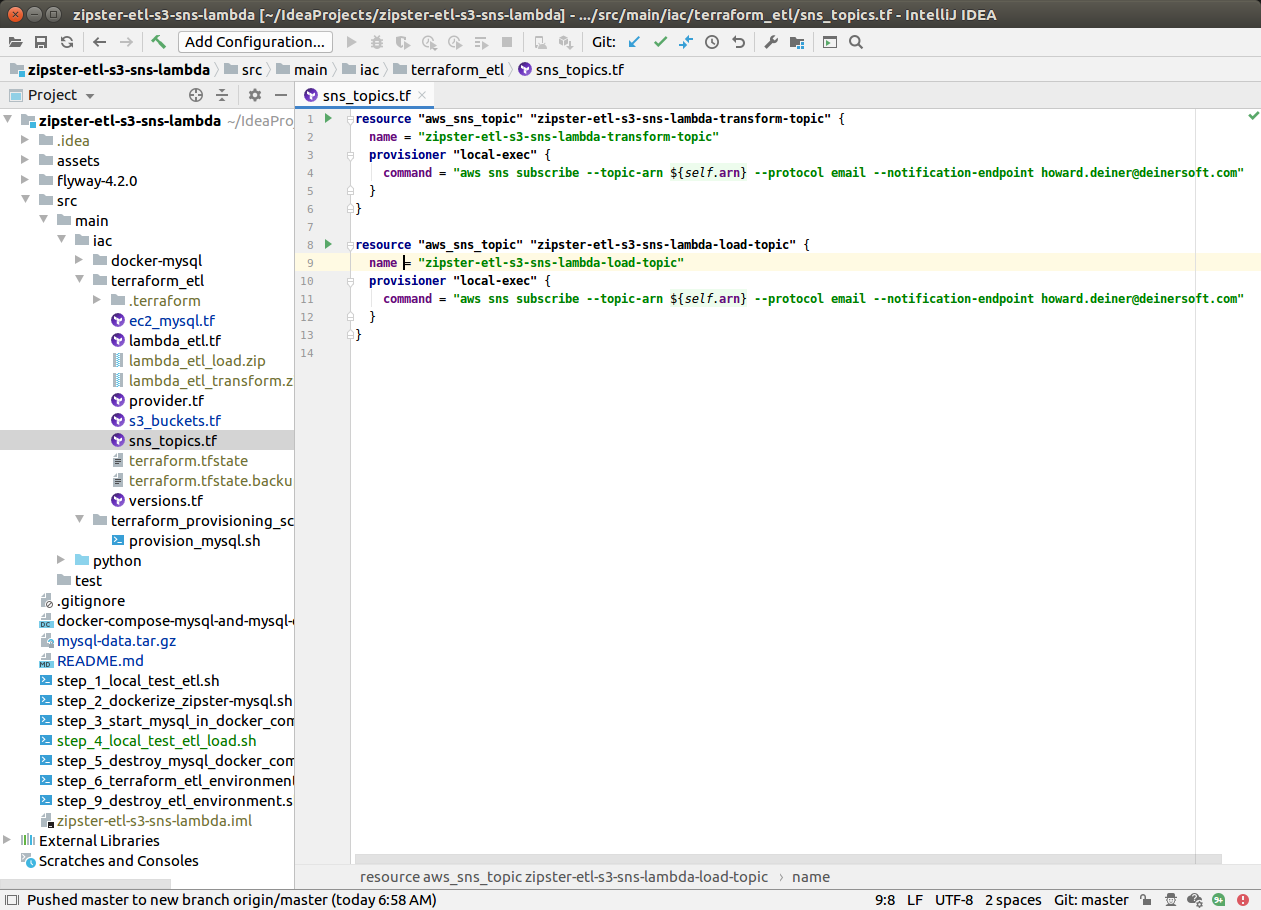 zipster-etl-s3-sns-lambda [~/IdeaProjects/zipster-etl-s3-sns-lambda] - .../src/main/iac/terraform_etl/sns_topics.tf - IntelliJ IDEA
Add Configuration...
Git:
zipster-etl-s3-sns-lambda
src
main
iac
terraform_etl
sns_topics.tf
Project
zipster-etl-s3-sns-lambda ~/IdeaPro
.idea
assets
flyway-4.2.0
src
main
iac
docker-mysql
terraform_etl
.terraform
ec2_mysql.tf
lambda_etl.tf
lambda_etl_load.zip
lambda_etl_transform.z
provider.tf
s3_buckets.tf
sns_topics.tf
terraform.tfstate
terraform.tfstate.backu
versions.tf
terraform_provisioning_sc
provision_mysql.sh
python
test
.gitignore
docker-compose-mysql-and-mysql-
mysql-data.tar.gz
README.md
step_1_local_test_etl.sh
step_2_dockerize_zipster-mysql.sh
step_3_start_mysql_in_docker_con
step_4_local_test_etl_load.sh
step_5_destroy_mysql_docker_com
step_6_terraform_etl_environment
step_9_destroy_etl_environment.s
zipster-etl-s3-sns-lambda.iml
External Libraries
Scratches and Consoles
sns_topics.tf
1 resource "aws_sns_topic" "zipster-etl-s3-sns-lambda-transform-topic" {
2 name = "zipster-etl-s3-sns-lambda-transform-topic"
3 provisioner "local-exec" {
4 command = "aws sns subscribe --topic-arn ${self.arn} --protocol email --notification-endpoint howard.deiner@deinersoft.com"
5 }
6 }
7
8 resource "aws_sns_topic" "zipster-etl-s3-sns-lambda-load-topic" {
9 name = "zipster-etl-s3-sns-lambda-load-topic"
10 provisioner "local-exec" {
11 command = "aws sns subscribe --topic-arn ${self.arn} --protocol email --notification-endpoint howard.deiner@deinersoft.com"
12 }
13 }
14
resource aws_sns_topic zipster-etl-s3-sns-lambda-load-topic › name
Pushed master to new branch origin/master (today 6:58 AM)
9:8 LF UTF-8 2 spaces Git: master 9+